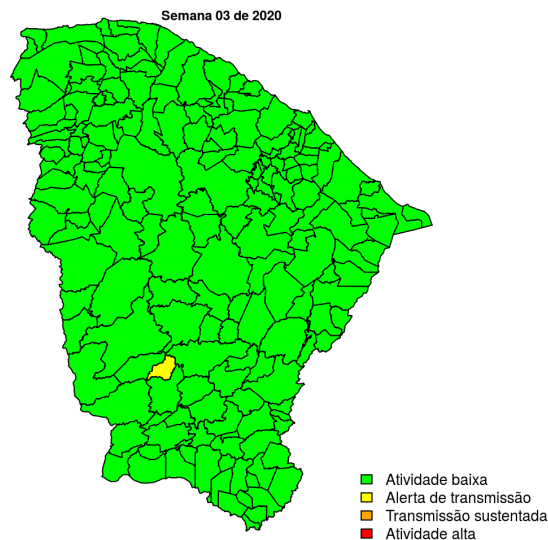 Semana 03 de 2020
Atividade baixa
Alerta de transmissão
Transmissão sustentada
Atividade alta